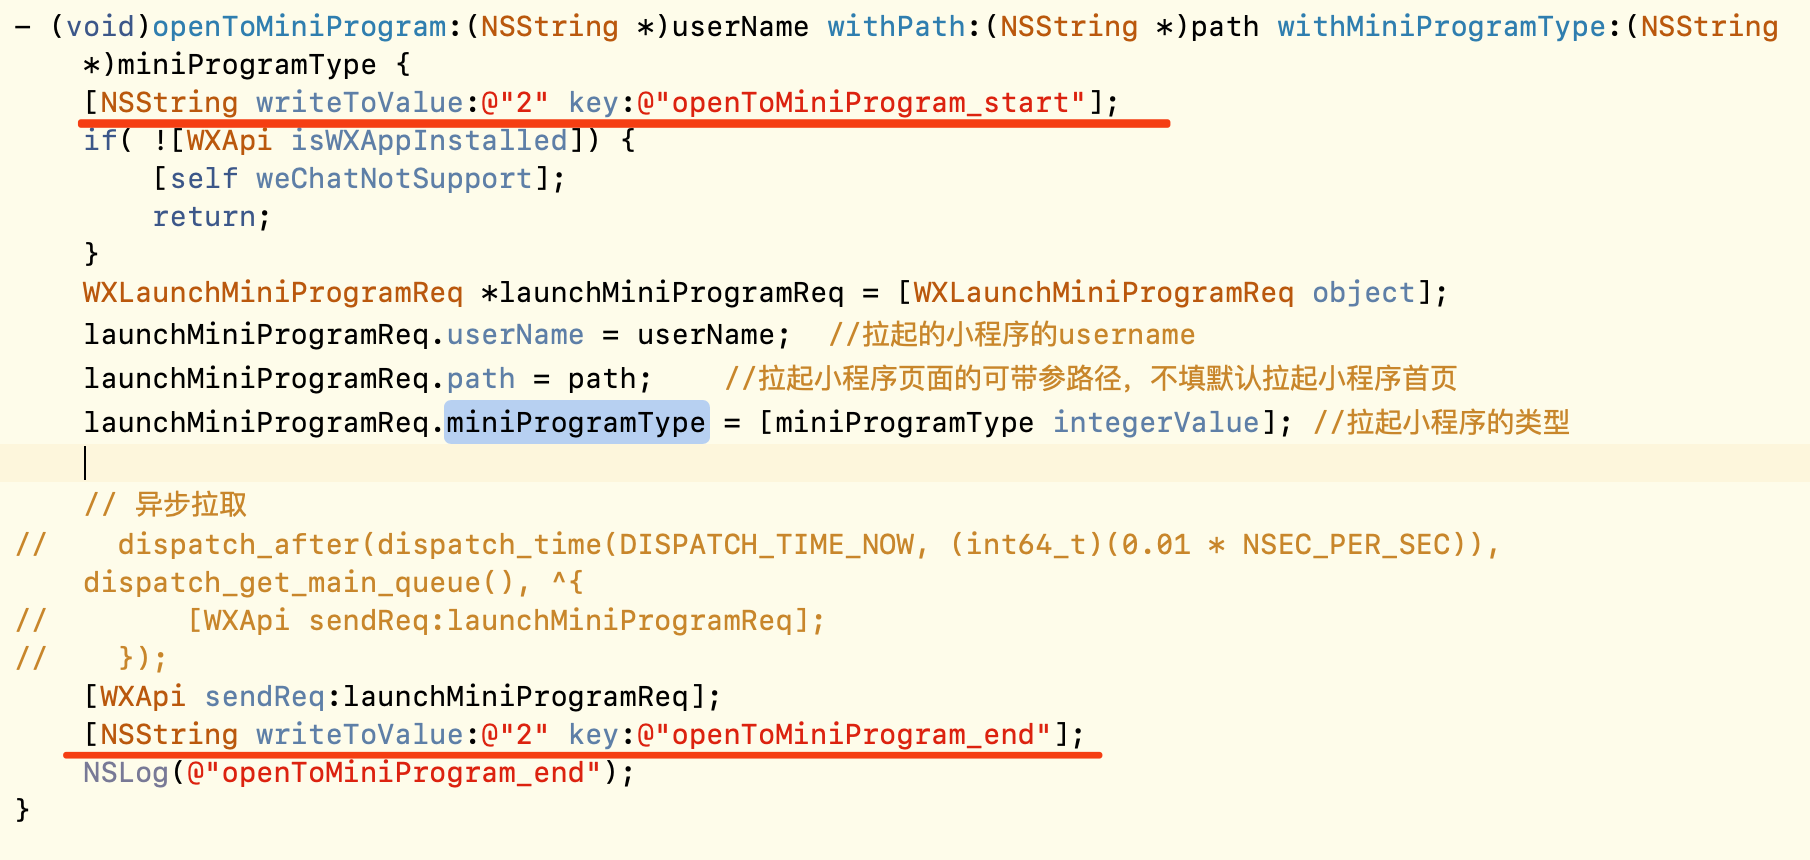 - (void)openToMiniProgram:(NSString *)userName withPath:(NSString *)path withMiniProgramType:(NSString
*)miniProgramType {
[NSString writeToValue:@"2" key:@"openToMiniProgram_start"];
if( ![WXApi isWXAppInstalled]) {
[self weChatNotSupport];
return;
}
WXLaunchMiniProgramReq *launchMiniProgramReq = [WXLaunchMiniProgramReq object];
launchMiniProgramReq.userName = userName;  //拉起的小程序的username
launchMiniProgramReq.path = path;    //拉起小程序页面的可带参路径，不填默认拉起小程序首页
launchMiniProgramReq.miniProgramType = [miniProgramType integerValue]; //拉起小程序的类型
// 异步拉取
//    dispatch_after(dispatch_time(DISPATCH_TIME_NOW, (int64_t)(0.01 * NSEC_PER_SEC)),
dispatch_get_main_queue(), ^{
//        [WXApi sendReq:launchMiniProgramReq];
//    });
[WXApi sendReq:launchMiniProgramReq];
[NSString writeToValue:@"2" key:@"openToMiniProgram_end"];
NSLog(@"openToMiniProgram_end");
}